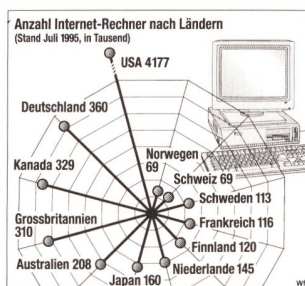 Anzahl Internet-Rechner nach Ländern
(Stand Juli 1995, in Tausend)
USA 4177
Deutschland 360
Norwegen
69
Kanada 329
Schweiz 69
Schweden 113
Grossbritannien
310
Frankreich 116
Finnland 120
Australien 208
Niederlande 145
Japan 160